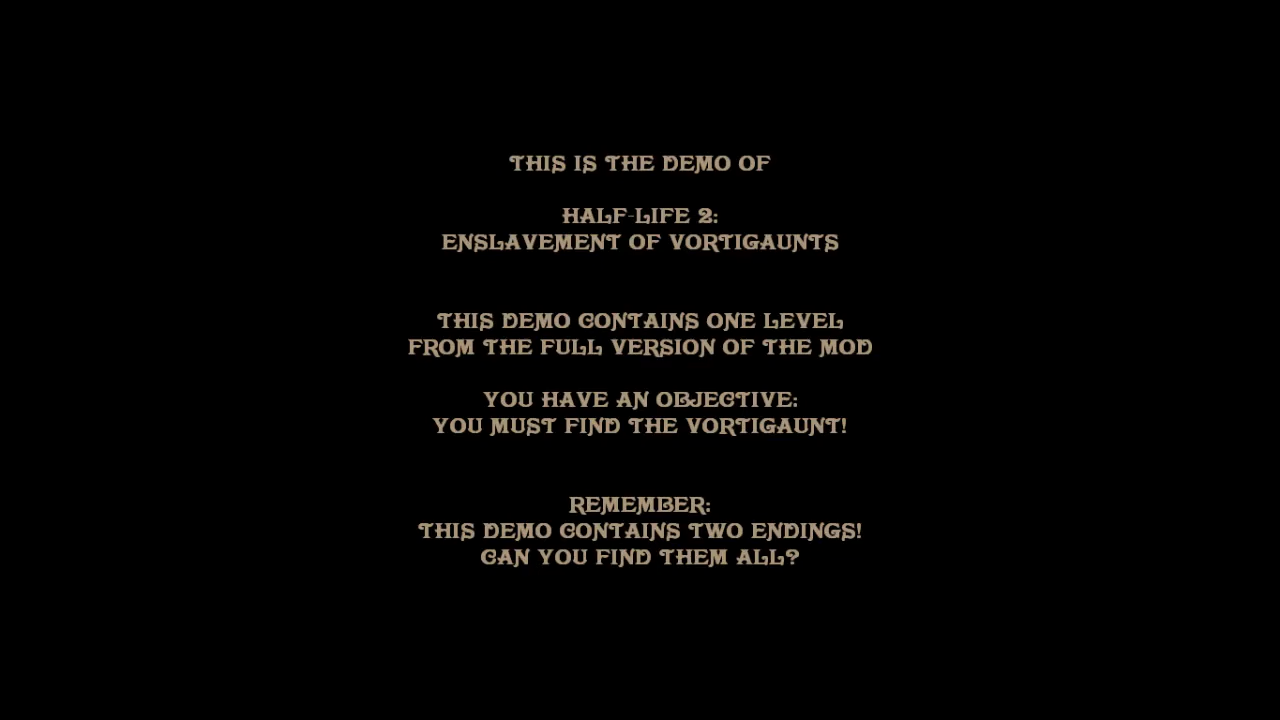 THIS IS THE DEMO OF
HALF-LIFE 2:
ENSLAVEMENT OF VORTIGAUNTS
THIS DEMO CONTAINS ONE LEVEL
FROM THE FULL VERSION OF THE MOD
YOU HAVE AN OBJECTIVE:
YOU MUST FIND THE VORTIGAUNT!
REMEMBER:
THIS DEMO CONTAINS TWO ENDINGS!
CAN YOU FIND THEM ALL?